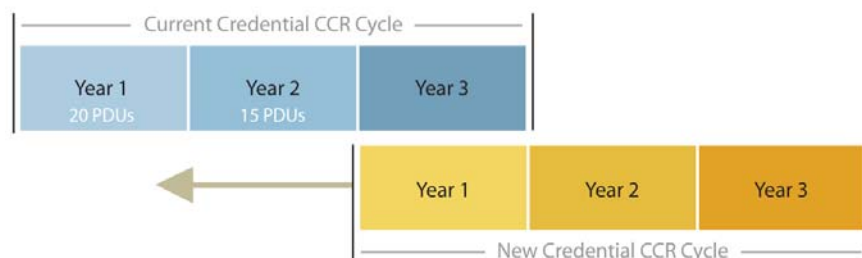 Current Credential CCR Cycle
Year 1
20 PDUs
Year 2
15 PDUs
Year 3
Year 1
Year 2
Year 3
New Credential CCR Cycle